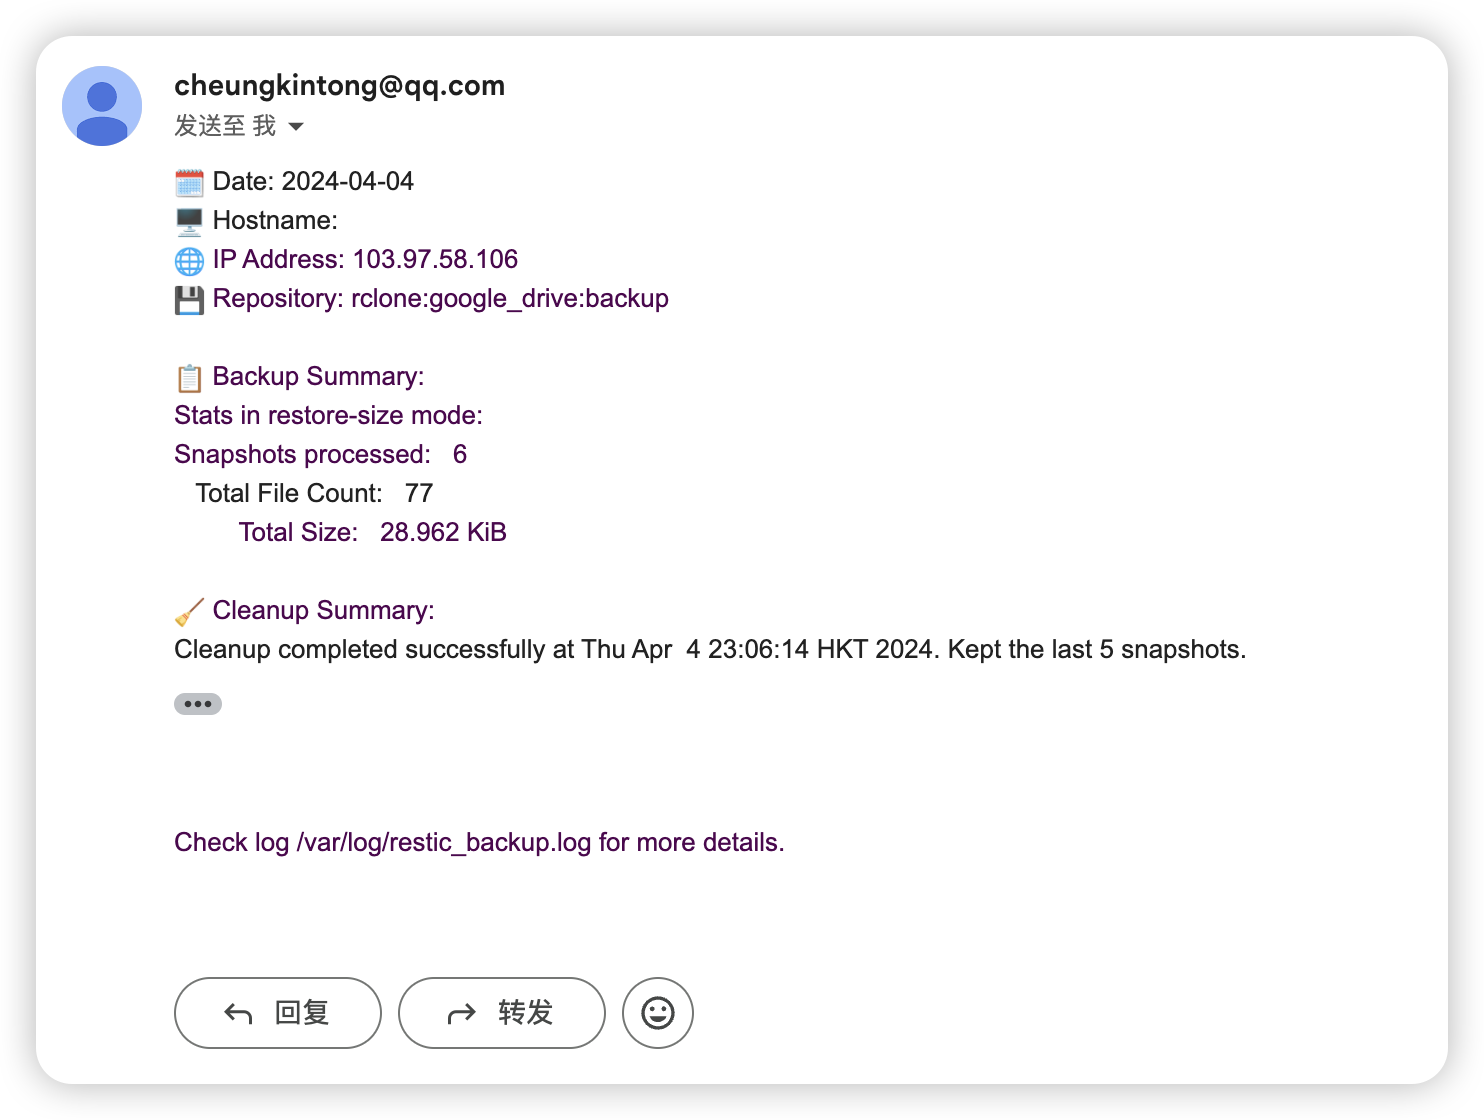 cheungkintong@qq.com
发送至 我
Date: 2024-04-04
Hostname:
IP Address: 103.97.58.106
Repository: rclone:google_drive:backup
Backup Summary:
Stats in restore-size mode:
Snapshots processed: 6
Total File Count: 77
Total Size: 28.962 KiB
Cleanup Summary:
Cleanup completed successfully at Thu Apr  4 23:06:14 HKT 2024. Kept the last 5 snapshots.
Check log /var/log/restic_backup.log for more details.
回复
转发